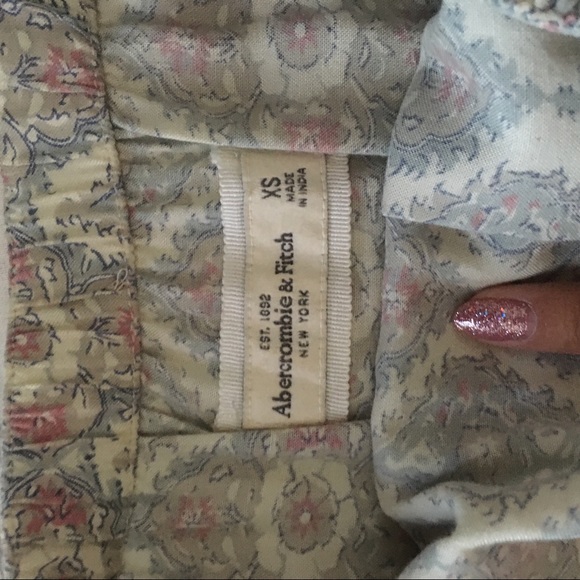 EST. 1892
Abercrombie & Fitch
NEW YORK
XS
MADE
IN INDIA